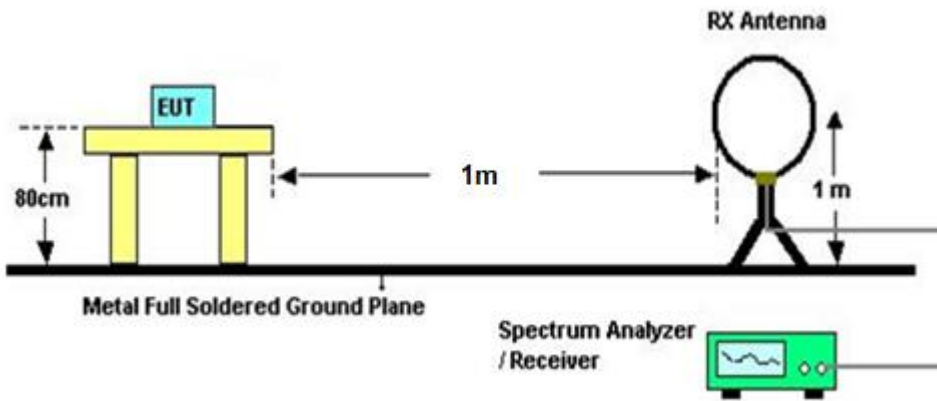 RX Antenna
EUT
80cm
1m
1 m
Metal Full Soldered Ground Plane
Spectrum Analyzer
/ Receiver